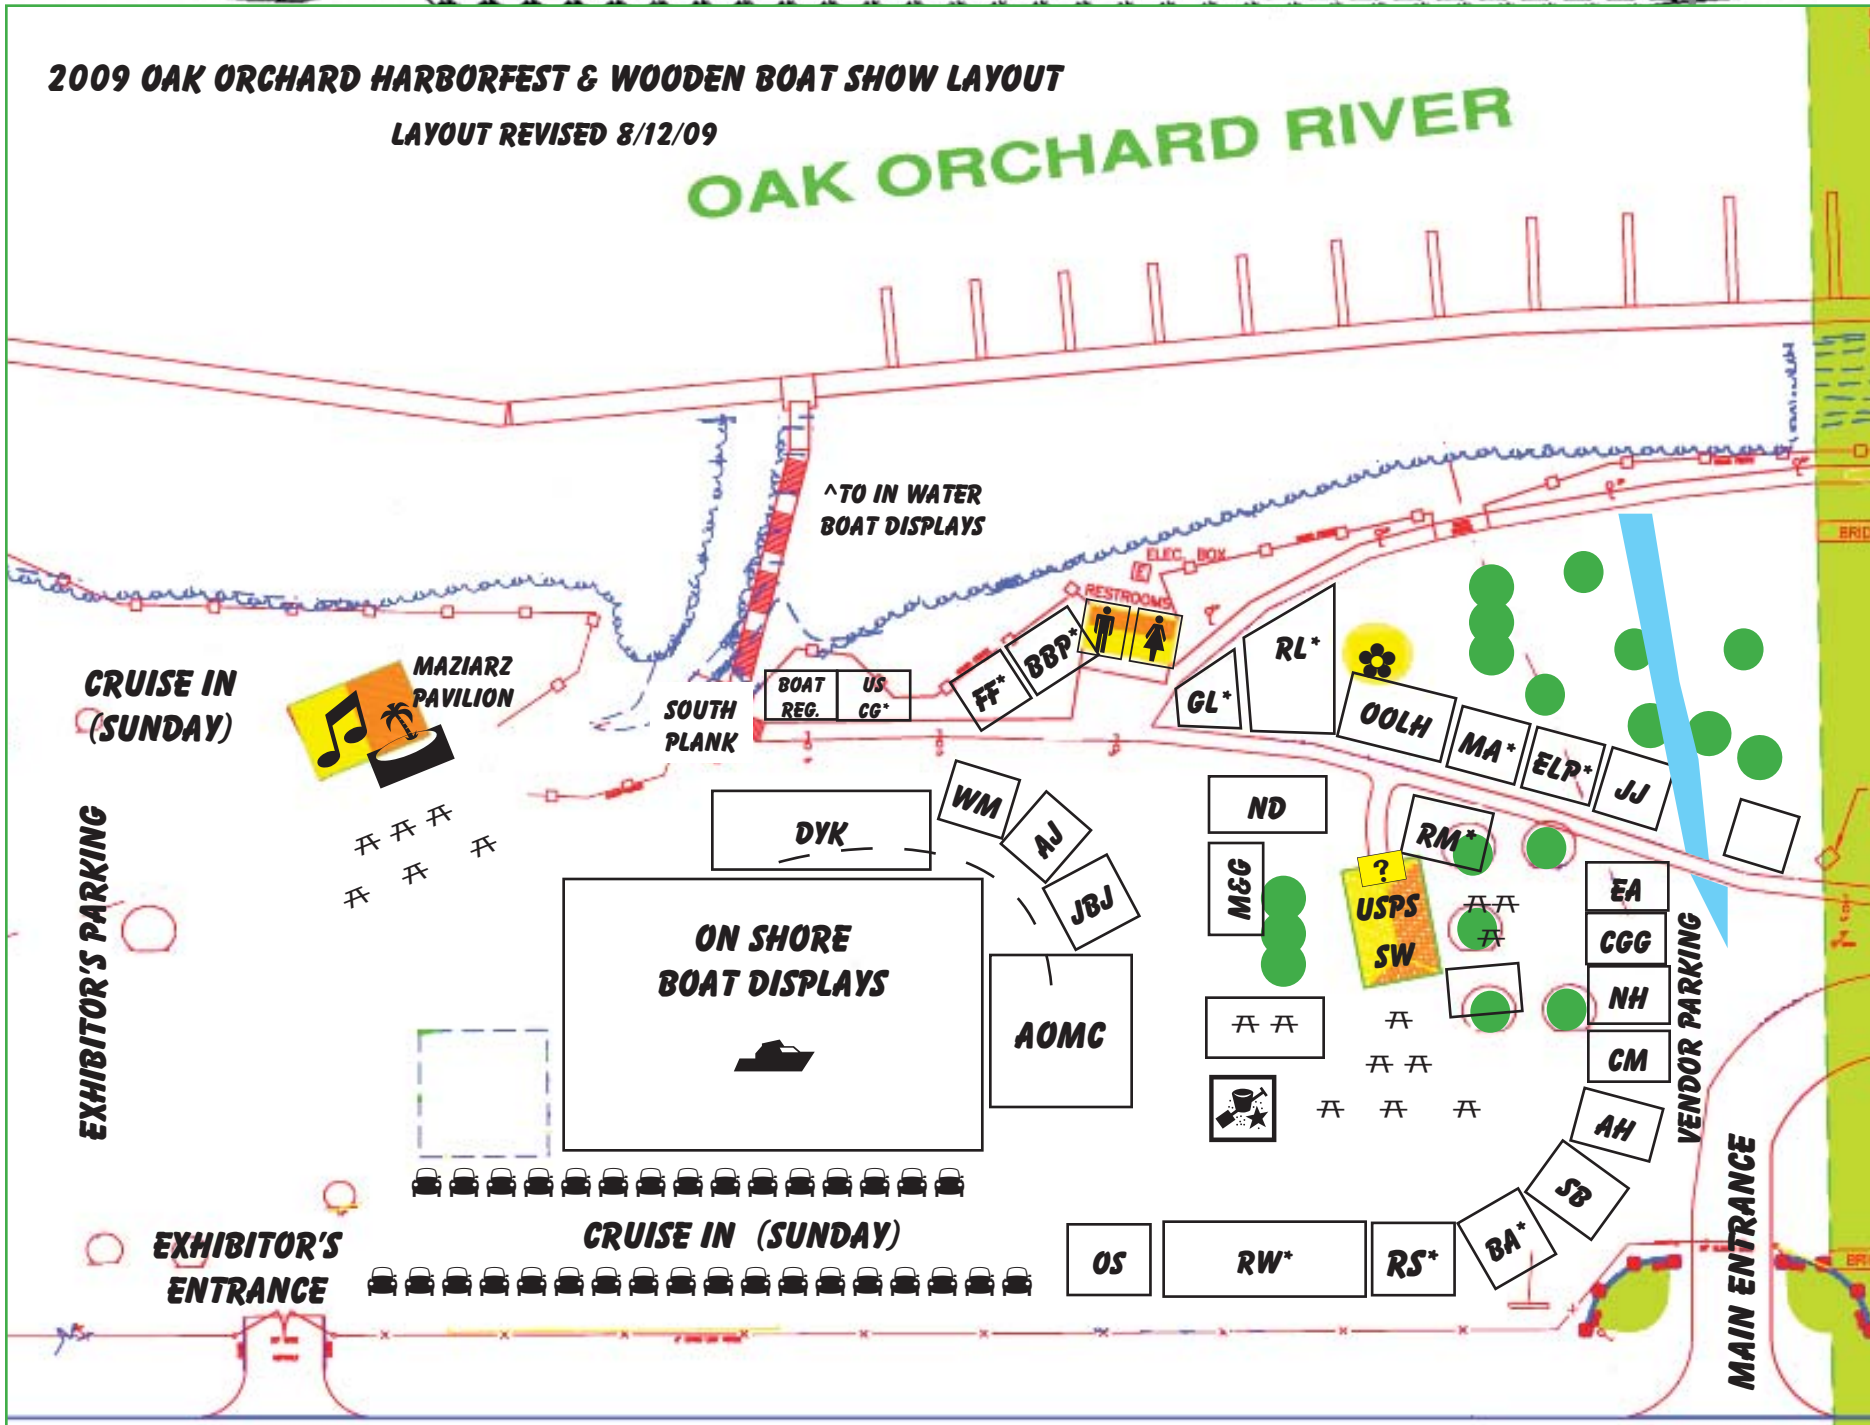 2009 OAK ORCHARD HARBORFEST & WOODEN BOAT SHOW LAYOUT
LAYOUT REVISED 8/12/09
OAK ORCHARD RIVER
^TO IN WATER
BOAT DISPLAYS
ELEC. BOX
E
BRID
RESTROOMS
CRUISE IN
(SUNDAY)
MAZIARZ
PAVILION
SOUTH
PLANK
BOAT
REG.
US
CG*
FF*
BBP*
GL*
RL*
OOLH
MA*
ELP*
JJ
DYK
WM
AJ
JBJ
ND
M&G
RM*
?
USPS
SW
EA
CGG
NH
CM
AH
SB
BA*
RS*
RW*
OS
AOMC
ON SHORE
BOAT DISPLAYS
EXHIBITOR'S PARKING
VENDOR PARKING
MAIN ENTRANCE
CRUISE IN (SUNDAY)
EXHIBITOR'S
ENTRANCE